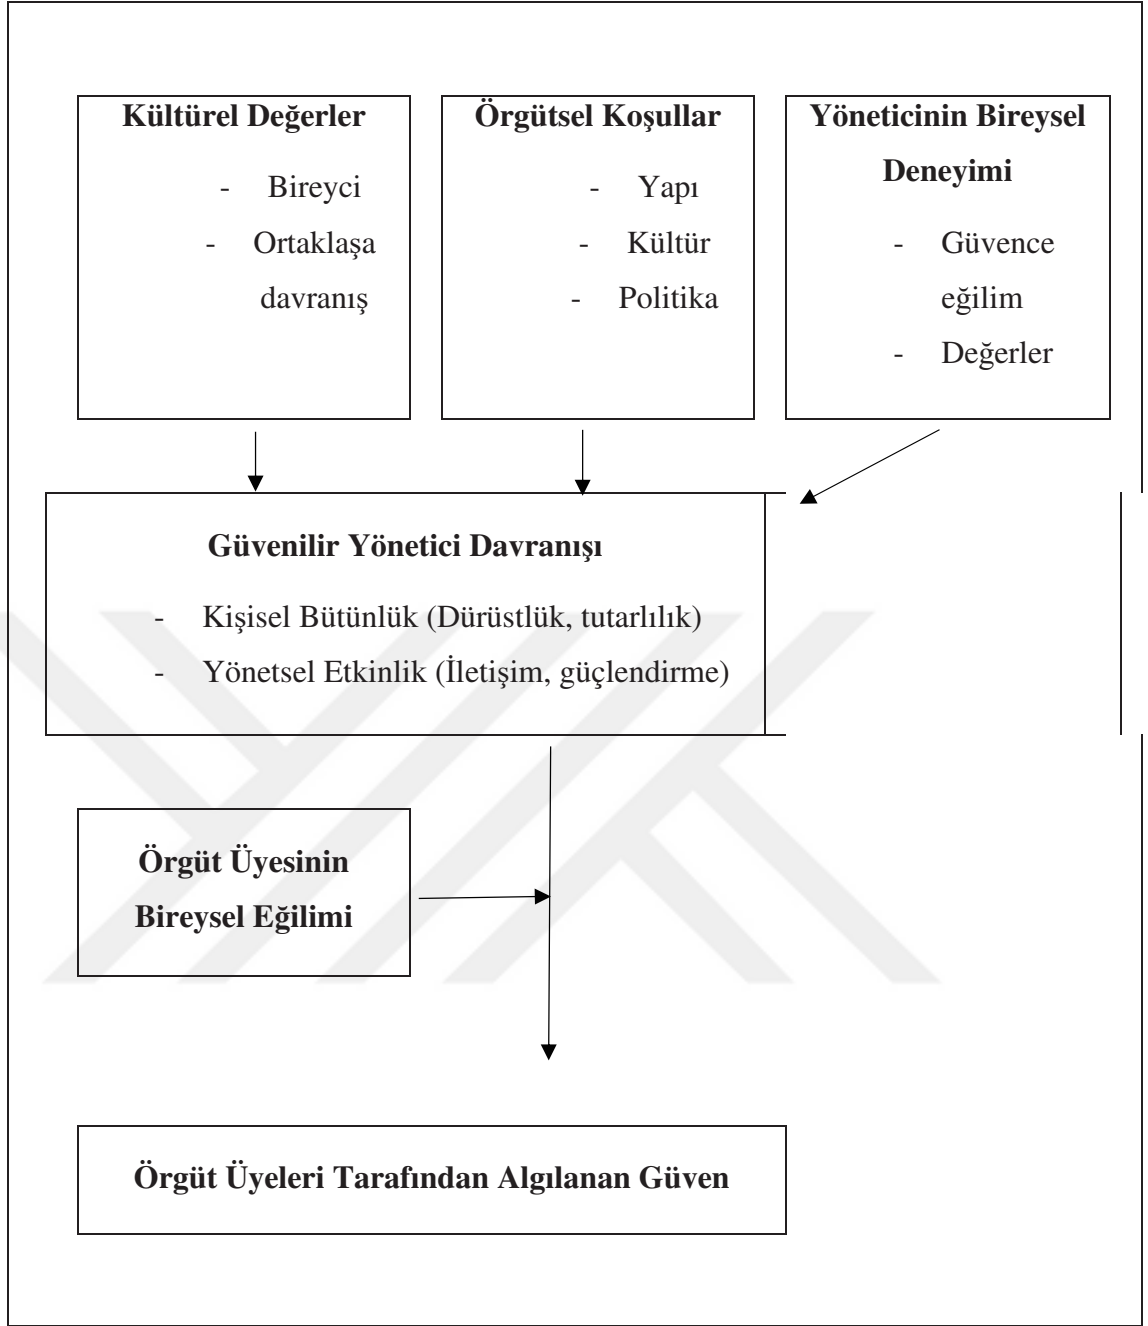 Kültürel Değerler
- Bireyci
- Ortaklaşa
davranış
Örgütsel Koşullar
- Yapı
- Kültür
- Politika
Yöneticinin Bireysel
Deneyimi
- Güvence
eğilim
- Değerler
Güvenilir Yönetici Davranışı
- Kişisel Bütünlük (Dürüstlük, tutarlılık)
- Yönetsel Etkinlik (İletişim, güçlendirme)
Örgüt Üyesinin
Bireysel Eğilimi
Örgüt Üyeleri Tarafından Algılanan Güven